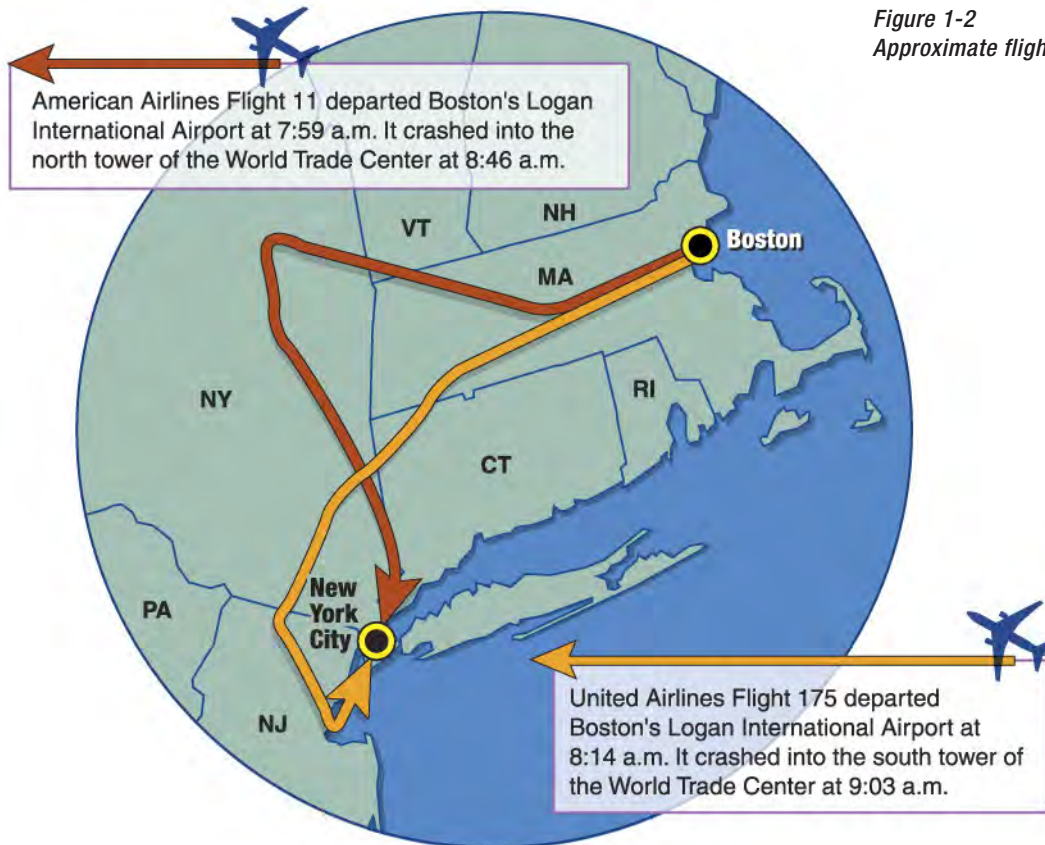 Figure 1-2
Approximate fligh
American Airlines Flight 11 departed Boston's Logan
International Airport at 7:59 a.m. It crashed into the
north tower of the World Trade Center at 8:46 a.m.
VT
NH
Boston
MA
NY
RI
CT
New
York
City
PA
NJ
United Airlines Flight 175 departed
Boston's Logan International Airport at
8:14 a.m. It crashed into the south tower of
the World Trade Center at 9:03 a.m.